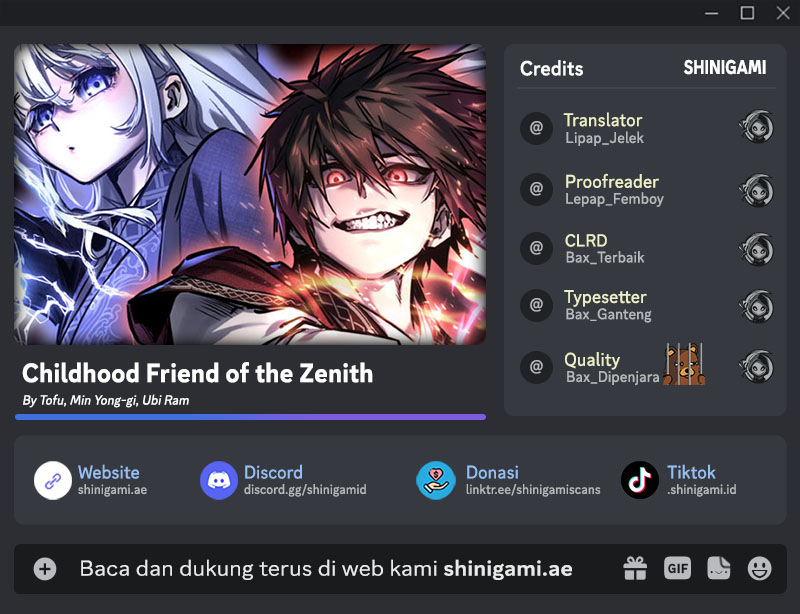 Childhood Friend of the Zenith
By Tofu, Min Yong-gi, Ubi Ram
Credits
SHINIGAMI
@
Translator
Lipap_Jelek
@
Proofreader
Lepap_Femboy
@
CLRD
Bax_Terbaik
@
Typesetter
Bax_Ganteng
@
Quality
Bax_Dipenjara
Website
shinigami.ae
Discord
discord.gg/shinigamid
Donasi
linktr.ee/shinigamiscans
Tiktok
.shinigami.id
Baca dan dukung terus di web kami shinigami.ae
GIF